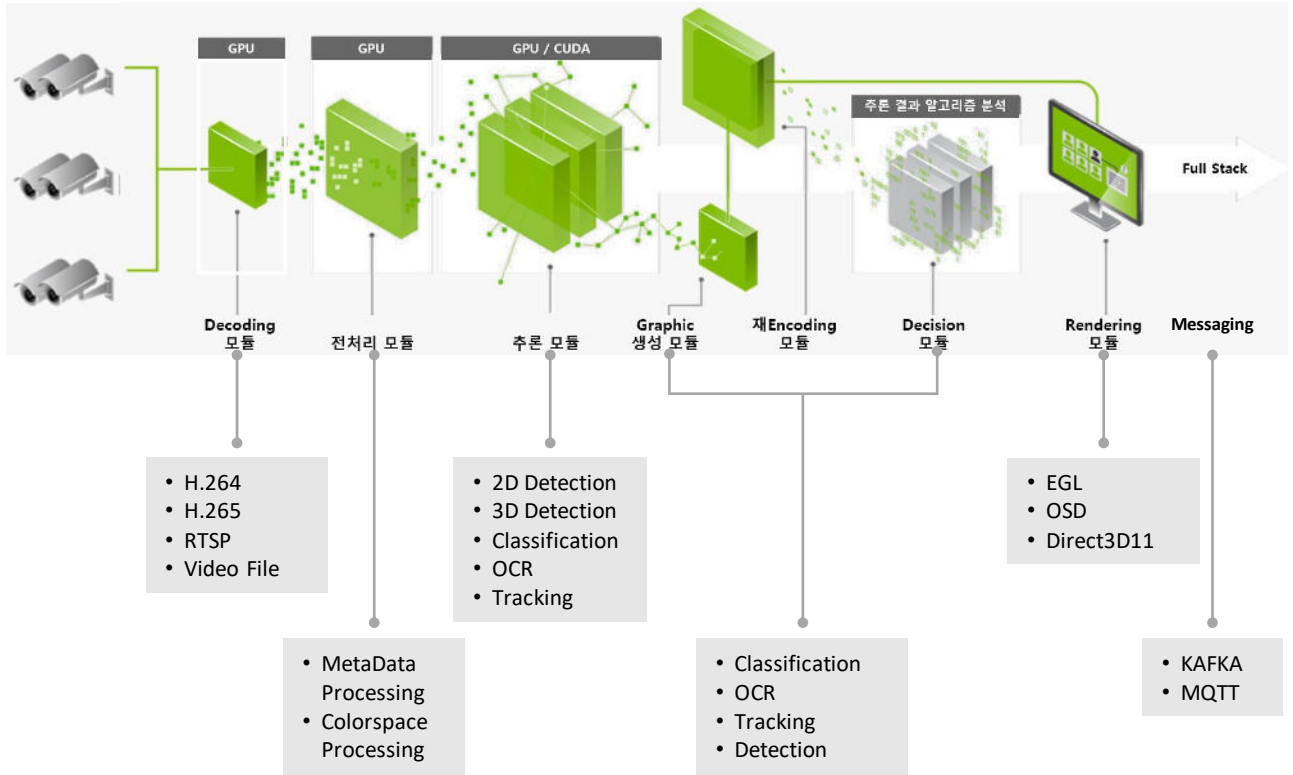 GPU
GPU
GPU / CUDA
추론 결과 알고리즘 분석
Full Stack
Decoding
모듈
전처리 모듈
추론 모듈
Graphic
생성 모듈
재Encoding
모듈
Decision
모듈
Rendering
모듈
Messaging
• H.264
• H.265
• RTSP
• Video File
• 2D Detection
• 3D Detection
• Classification
• OCR
• Tracking
• EGL
• OSD
• Direct3D11
• MetaData
Processing
• Colorspace
Processing
• Classification
• OCR
• Tracking
• Detection
• KAFKA
• MQTT